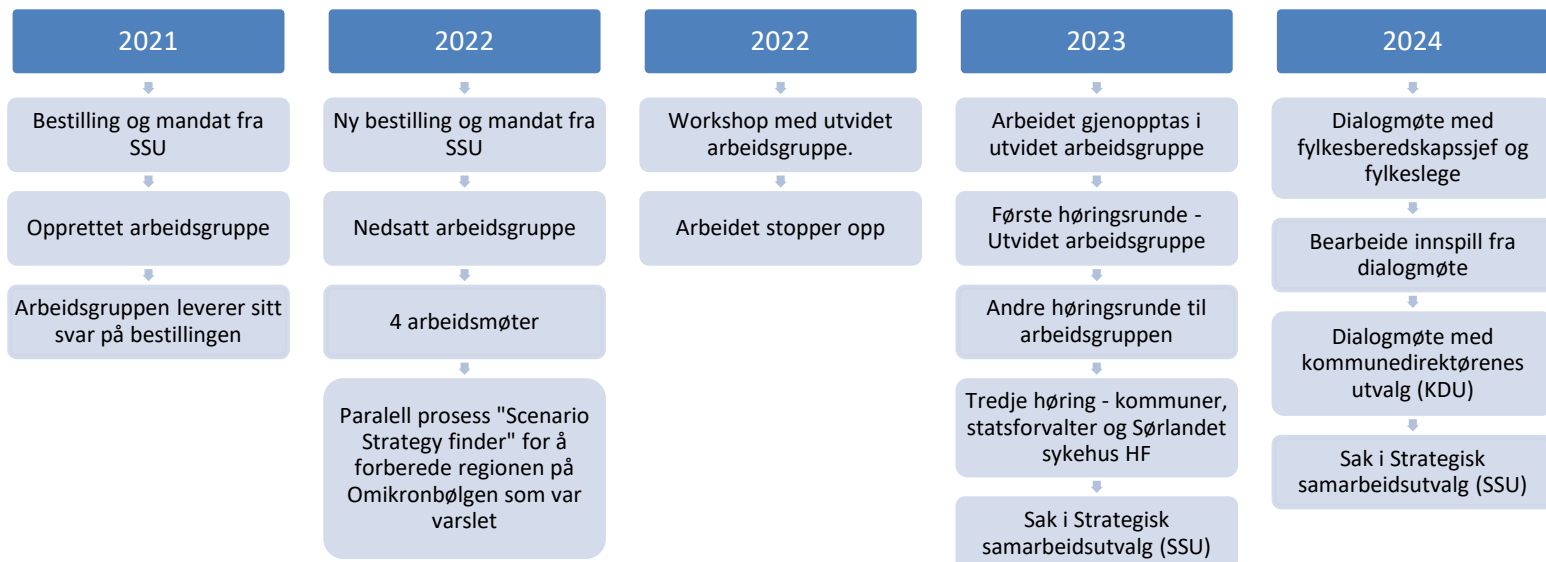 2021
Bestilling og mandat fra
SSU
Opprettet arbeidsgruppe
Arbeidsgruppen leverer sitt
svar på bestillingen
2022
Ny bestilling og mandat fra
SSU
Nedsatt arbeidsgruppe
4 arbeidsmøter
Paralell prosess "Scenario
Strategy finder" for å
forberede regionen på
Omikronbølgen som var
varslet
2022
Workshop med utvidet
arbeidsgruppe.
Arbeidet stopper opp
2023
Arbeidet gjenopptas i
utvidet arbeidsgruppe
Første høringsrunde -
Utvidet arbeidsgruppe
Andre høringsrunde til
arbeidsgruppen
Tredje høring - kommuner,
statsforvalter og Sørlandet
sykehus HF
Sak i Strategisk
samarbeidsutvalg (SSU)
2024
Dialogmøte med
fylkesberedskapssjef og
fylkeslege
Bearbeide innspill fra
dialogmøte
Dialogmøte med
kommunedirektørenes
utvalg (KDU)
Sak i Strategisk
samarbeidsutvalg (SSU)